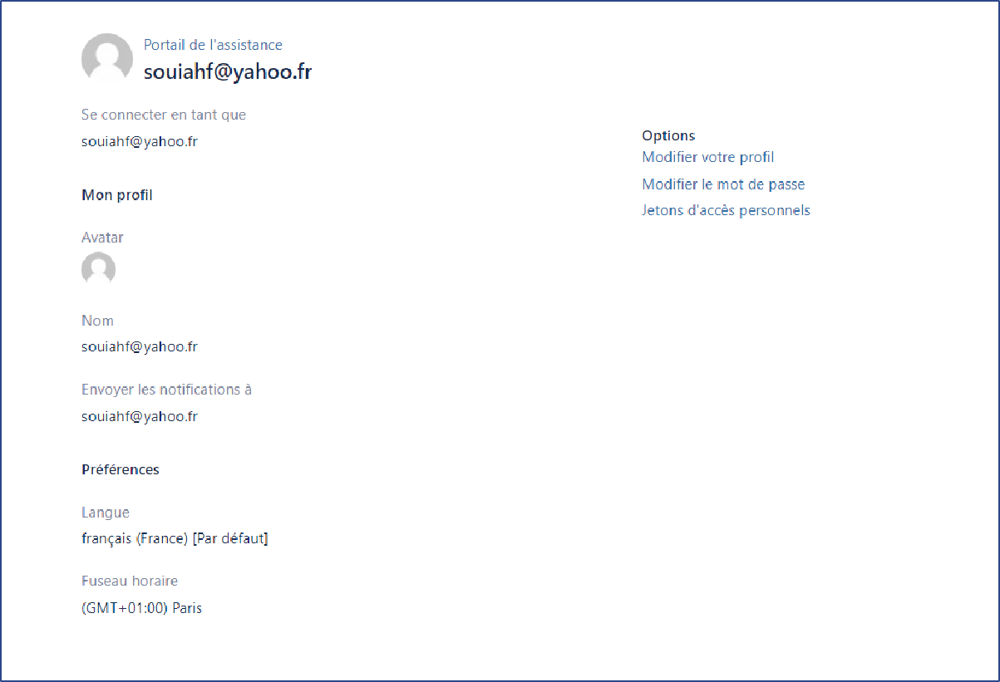 Portail de l'assistance
souiahf@yahoo.fr
Se connecter en tant que
souiahf@yahoo.fr
Mon profil
Avatar
Nom
souiahf@yahoo.fr
Envoyer les notifications à
souiahf@yahoo.fr
Préférences
Langue
français (France) [Par défaut]
Fuseau horaire
(GMT+01:00) Paris
Options
Modifier votre profil
Modifier le mot de passe
Jetons d'accès personnels